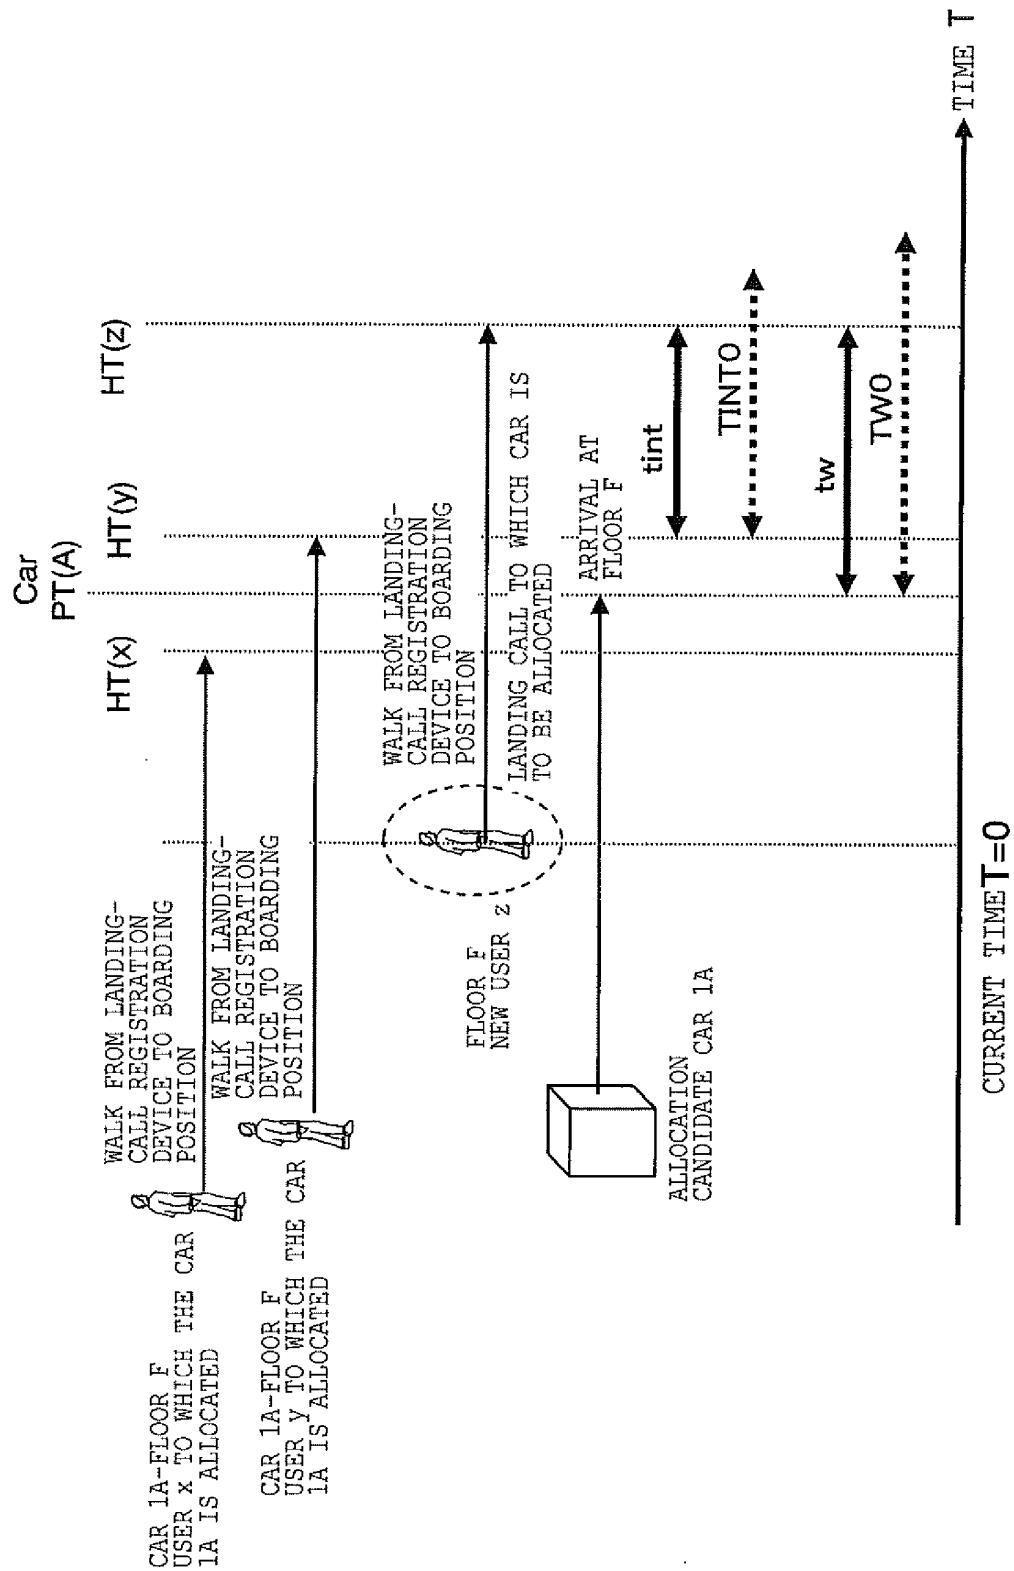 Car
PT(A)
HT(x)
HT(y)
HT(z)
CAR 1A-FLOOR F
USER x TO WHICH THE CAR
1A IS ALLOCATED
WALK FROM LANDING-
CALL REGISTRATION
DEVICE TO BOARDING
POSITION
CAR 1A-FLOOR F
USER y TO WHICH THE CAR
1A IS ALLOCATED
WALK FROM LANDING-
CALL REGISTRATION
DEVICE TO BOARDING
POSITION
FLOOR F
NEW USER z
WALK FROM LANDING-
CALL REGISTRATION
DEVICE TO BOARDING
POSITION
LANDING CALL TO WHICH CAR IS
TO BE ALLOCATED
ALLOCATION
CANDIDATE CAR 1A
ARRIVAL AT
FLOOR F
tint
TINTO
tw
TWO
CURRENT TIME T=0
TIME T